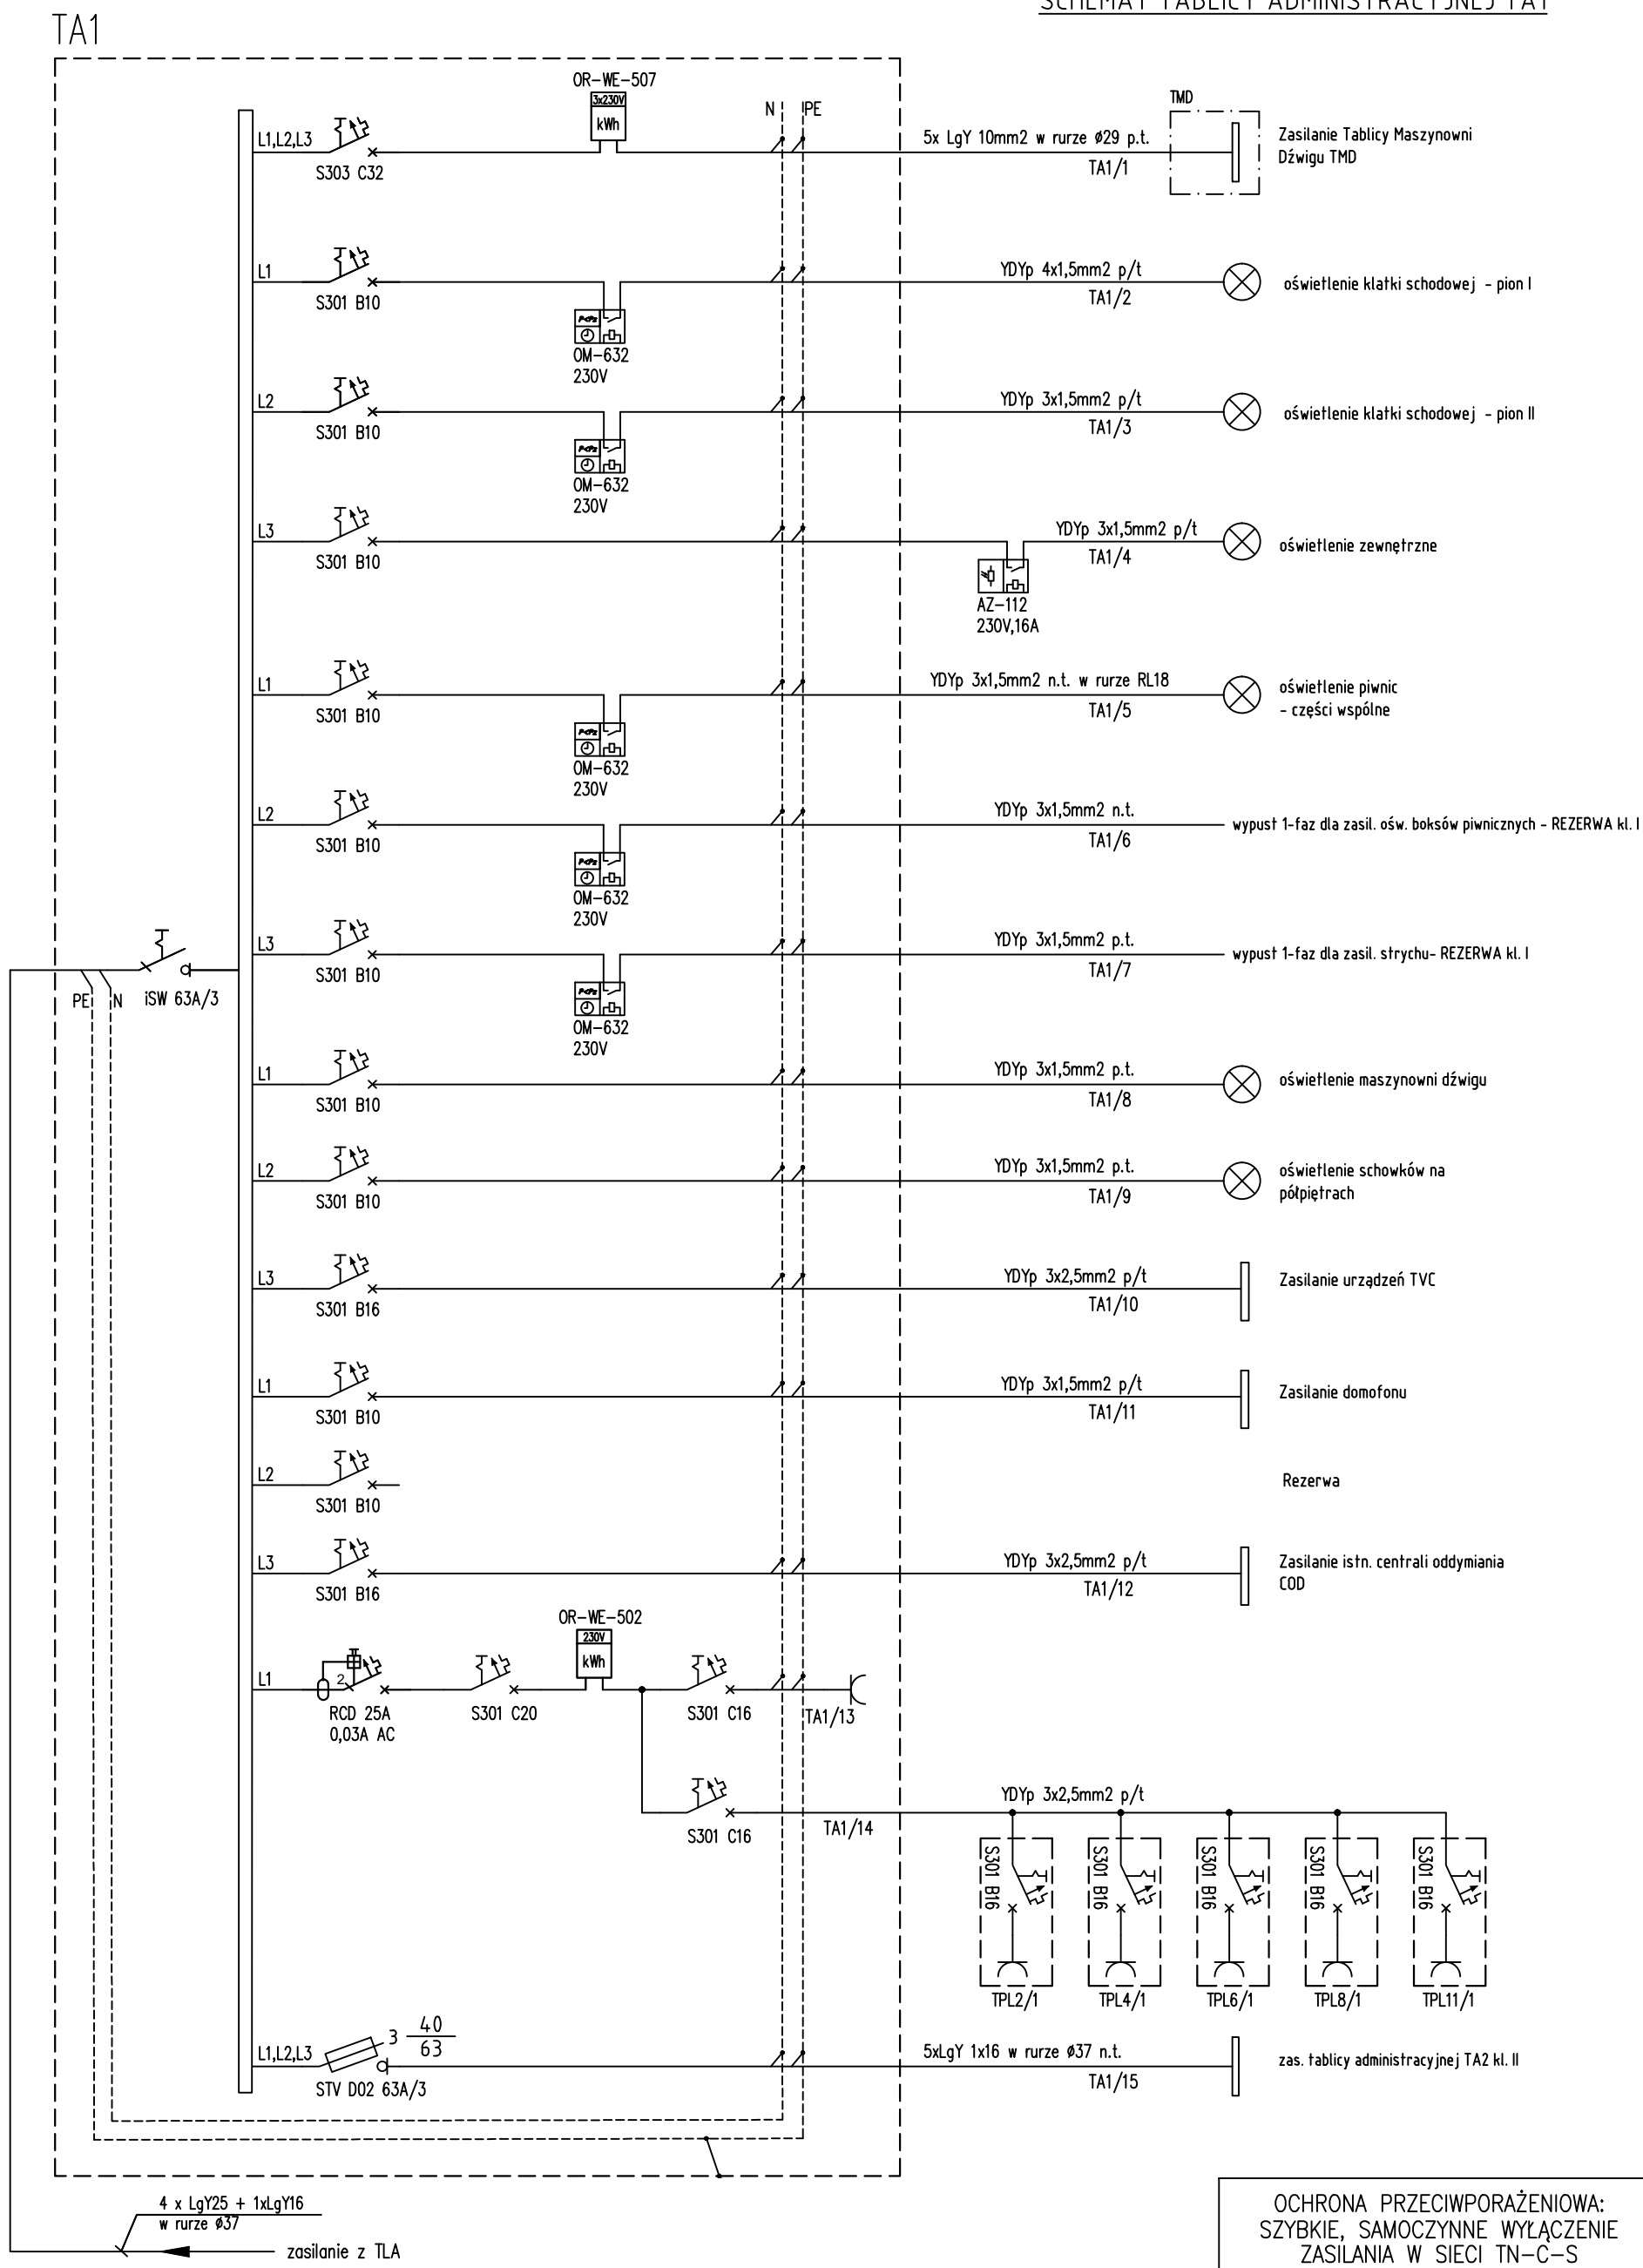 SCHEMAT TABLICY ADMINISTRACYJNEJ TA1
TA1
OR-WE-507
3x230V
kWh
N
PE
L1,L2,L3
S303 C32
5x LgY 10mm2 w rurze ø29 p.t.
TA1/1
TMD
Zasilanie Tablicy Maszynowni
Dźwigu TMD
L1
S301 B10
P<Pz
OM-632
230V
YDYp 4x1,5mm2 p/t
TA1/2
oświetlenie klatki schodowej - pion I
L2
S301 B10
P<Pz
OM-632
230V
YDYp 3x1,5mm2 p/t
TA1/3
oświetlenie klatki schodowej - pion II
L3
S301 B10
AZ-112
230V,16A
YDYp 3x1,5mm2 p/t
TA1/4
oświetlenie zewnętrzne
L1
S301 B10
P<Pz
OM-632
230V
YDYp 3x1,5mm2 n.t. w rurze RL18
TA1/5
oświetlenie piwnic
- części wspólne
L2
S301 B10
P<Pz
OM-632
230V
YDYp 3x1,5mm2 n.t.
TA1/6
wypust 1-faz dla zasil. ośw. boksów piwnicznych - REZERWA kl. I
L3
S301 B10
P<Pz
OM-632
230V
YDYp 3x1,5mm2 p.t.
TA1/7
wypust 1-faz dla zasil. strychu- REZERWA kl. I
PE
N
iSW 63A/3
L1
S301 B10
YDYp 3x1,5mm2 p.t.
TA1/8
oświetlenie maszynowni dźwigu
L2
S301 B10
YDYp 3x1,5mm2 p.t.
TA1/9
oświetlenie schowków na
półpiętrach
L3
S301 B16
YDYp 3x2,5mm2 p/t
TA1/10
Zasilanie urządzeń TVC
L1
S301 B10
YDYp 3x1,5mm2 p/t
TA1/11
Zasilanie domofonu
L2
S301 B10
Rezerwa
L3
S301 B16
YDYp 3x2,5mm2 p/t
TA1/12
Zasilanie istn. centrali oddymiania
COD
OR-WE-502
230V
kWh
L1
2
RCD 25A
0,03A AC
S301 C20
S301 C16
TA1/13
S301 C16
TA1/14
YDYp 3x2,5mm2 p/t
S301 B16
S301 B16
S301 B16
S301 B16
S301 B16
TPL2/1
TPL4/1
TPL6/1
TPL8/1
TPL11/1
L1,L2,L3
3
40
63
STV D02 63A/3
5xLgY 1x16 w rurze ø37 n.t.
TA1/15
zas. tablicy administracyjnej TA2 kl. II
4 x LgY25 + 1xLgY16
w rurze ø37
zasilanie z TLA
OCHRONA PRZECIWPORAŻENIOWA:
SZYBKIE, SAMOCZYNNE WYŁĄCZENIE
ZASILANIA W SIECI TN-C-S